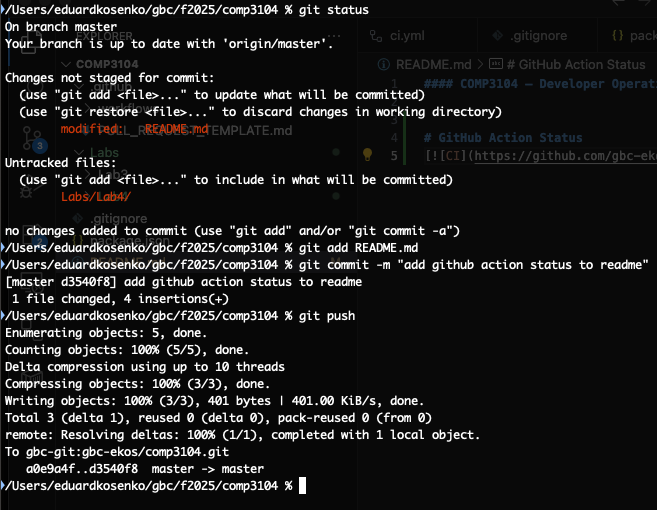 /Users/eduardkosenko/gbc/f2025/comp3104 % git status
On branch master
Your branch is up to date with 'origin/master'.
Changes not staged for commit:
(use "git add <file>..." to update what will be committed)
(use "git restore <file>..." to discard changes in working directory)
modified: README.md
Untracked files:
(use "git add <file>..." to include in what will be committed)
Labs/Lab4/
no changes added to commit (use "git add" and/or "git commit -a")
/Users/eduardkosenko/gbc/f2025/comp3104 % git add README.md
/Users/eduardkosenko/gbc/f2025/comp3104 % git commit -m "add github action status to readme"
[master d3540f8] add github action status to readme
1 file changed, 4 insertions(+)
/Users/eduardkosenko/gbc/f2025/comp3104 % git push
Enumerating objects: 5, done.
Counting objects: 100% (5/5), done.
Delta compression using up to 10 threads
Compressing objects: 100% (3/3), done.
Writing objects: 100% (3/3), 401 bytes | 401.00 KiB/s, done.
Total 3 (delta 1), reused 0 (delta 0), pack-reused 0 (from 0)
remote: Resolving deltas: 100% (1/1), completed with 1 local object.
To gbc-git:gbc-ekos/comp3104.git
a0e9a4f..d3540f8 master -> master
/Users/eduardkosenko/gbc/f2025/comp3104 %
COMP3104
Labs
.gitignore
3
ci.yml
.gitignore
README.md > # GitHub Action Status
1 #### COMP3104 – Developer Operati
4 # GitHub Action Status
5 [![CI](https://github.com/gbc-ekos